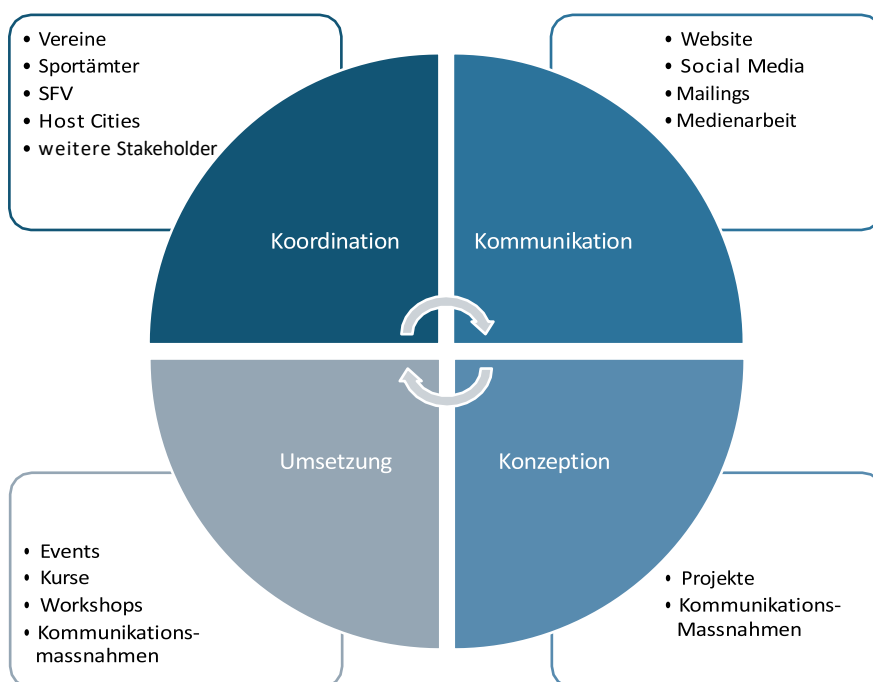 • Vereine
• Sportämter
• SFV
• Host Cities
• weitere Stakeholder
• Website
• Social Media
• Mailings
• Medienarbeit
Koordination
Kommunikation
Umsetzung
Konzeption
• Events
• Kurse
• Workshops
• Kommunikations-
massnahmen
• Projekte
• Kommunikations-
Massnahmen